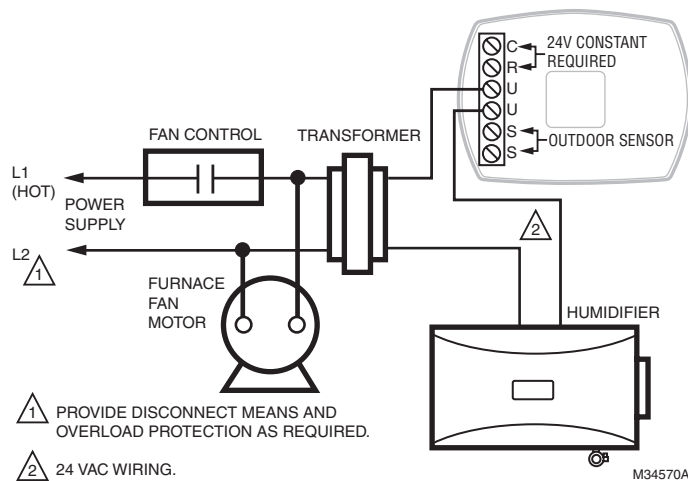 C
R
U
U
S
S
24V CONSTANT
REQUIRED
OUTDOOR SENSOR
FAN CONTROL
TRANSFORMER
L1
(HOT)
POWER
SUPPLY
L2
1
2
FURNACE
FAN
MOTOR
HUMIDIFIER
1 PROVIDE DISCONNECT MEANS AND
OVERLOAD PROTECTION AS REQUIRED.
2 24 VAC WIRING.
M34570A